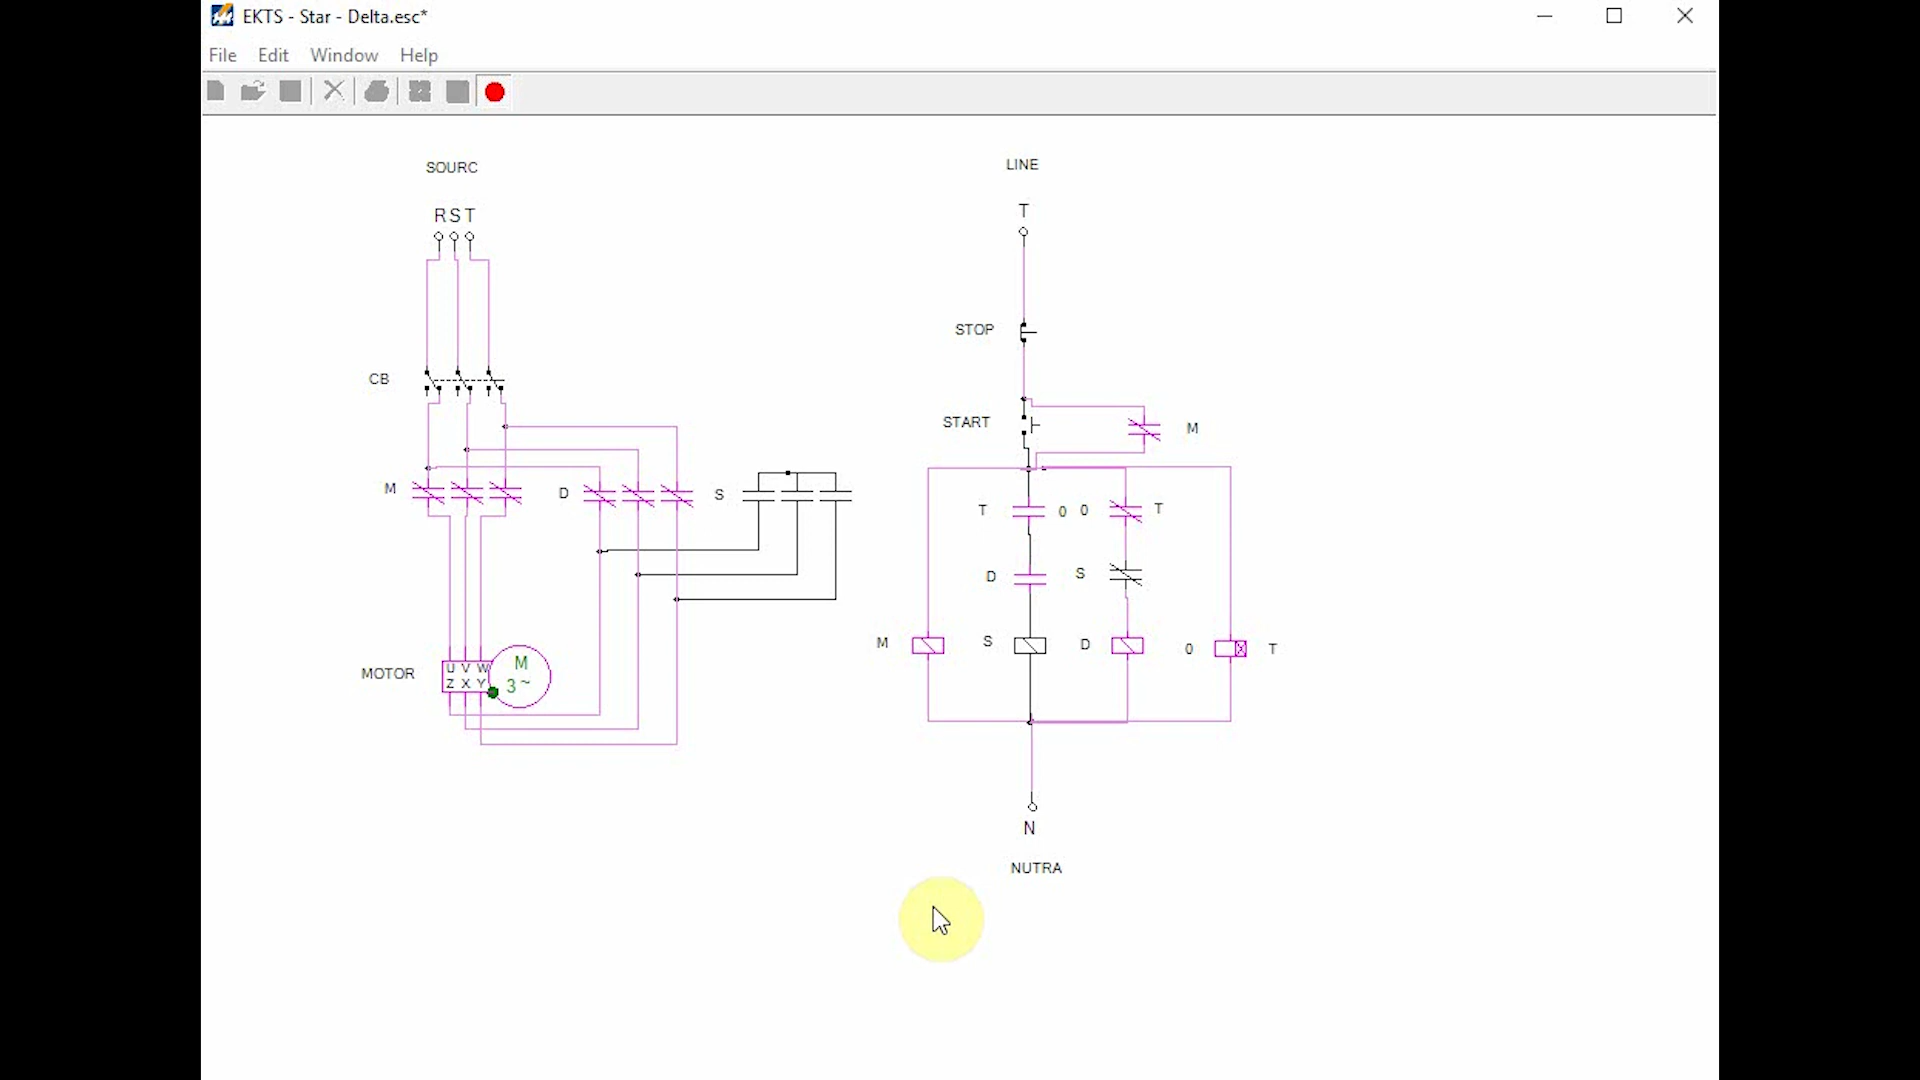 EKTS - Star - Delta.esc*
File Edit Window Help
SOURC
R S T
CB
M D S
MOTOR
U V W
Z X Y
M
3 ~
LINE
T
STOP
START
M
T 0 0 T
D S
M S D 0 T
N
NUTRA